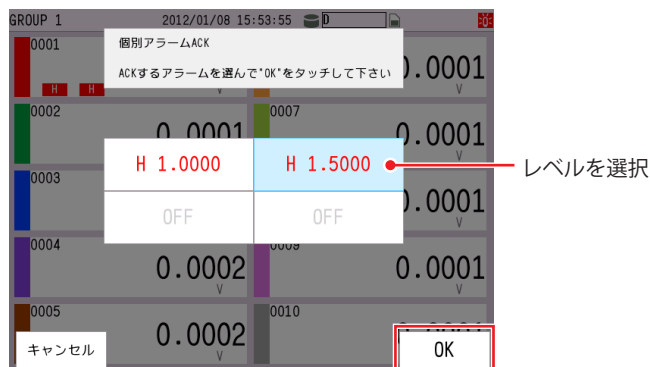 GROUP 1 2012/01/08 15:53:55 D
0001
個別アラームACK
ACKするアラームを選んで"OK"をタッチして下さい
.0001
H H V V
0002 0.0001
0007 0.0001
V
H 1.0000 H 1.5000
レベルを選択
0003
.0001
V
OFF OFF
0004 0.0002
V
0009 0.0001
V
0005 0.0002
V
0010
キャンセル
OK